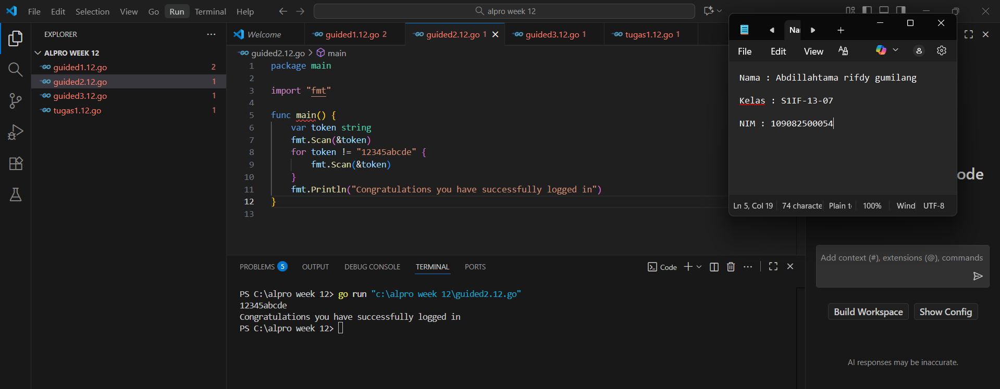 File Edit Selection View Go Run Terminal Help
alpro week 12
EXPLORER
ALPRO WEEK 12
guided1.12.go 2
guided2.12.go 1
guided3.12.go 1
tugas1.12.go 1
Welcome guided1.12.go 2 guided2.12.go 1 guided3.12.go 1 tugas1.12.go 1
guided2.12.go > main
1 package main
2
3 import "fmt"
4
5 func main() {
6 var token string
7 fmt.Scan(&token)
8 for token != "12345abcde" {
9 fmt.Scan(&token)
10 }
11 fmt.Println("Congratulations you have successfully logged in")
12 }
13
File Edit View
Nama : Abdillahtama rifdy gumilang
Kelas : S1IF-13-07
NIM : 109082500054
Ln 5, Col 19 74 characte Plain t 100% Wind UTF-8
ode
PROBLEMS 5 OUTPUT DEBUG CONSOLE TERMINAL PORTS
Code
PS C:\alpro week 12> go run "c:\alpro week 12\guided2.12.go"
12345abcde
Congratulations you have successfully logged in
PS C:\alpro week 12>
Add context (#), extensions (@), commands
Build Workspace Show Config
AI responses may be inaccurate.